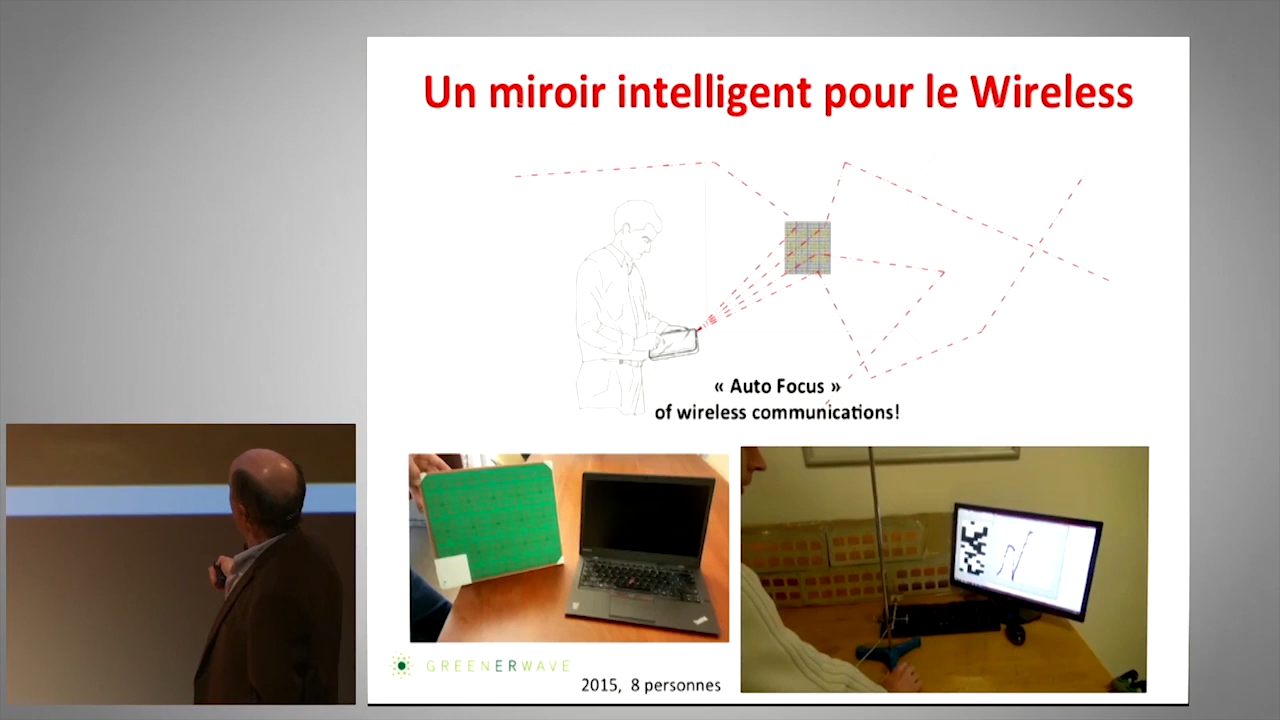 Un miroir intelligent pour le Wireless
« Auto Focus »
of wireless communications!
GREENERWAVE
2015, 8 personnes